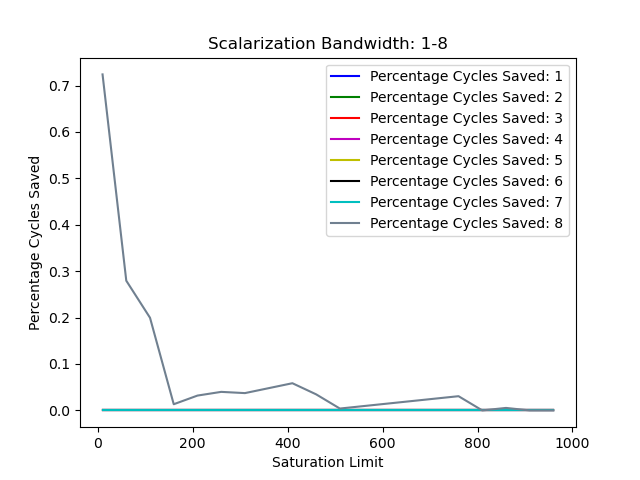 Scalarization Bandwidth: 1-8
Percentage Cycles Saved: 1
Percentage Cycles Saved: 2
Percentage Cycles Saved: 3
Percentage Cycles Saved: 4
Percentage Cycles Saved: 5
Percentage Cycles Saved: 6
Percentage Cycles Saved: 7
Percentage Cycles Saved: 8
Percentage Cycles Saved
0.7
0.6
0.5
0.4
0.3
0.2
0.1
0.0
0 200 400 600 800 1000
Saturation Limit